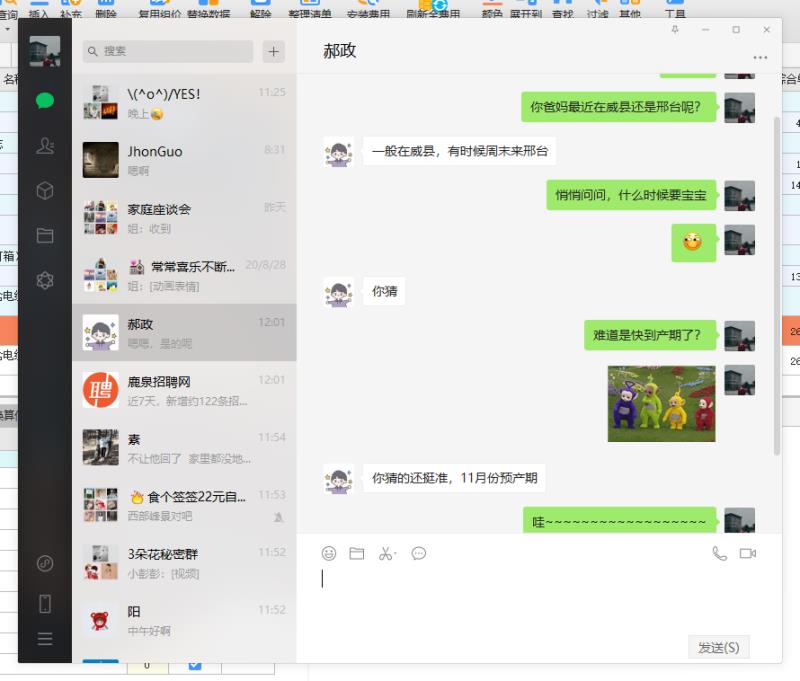 查询 插入 补充 删除 复用组价 替换数据 解除 整理清单 安装费用 刷新全费用 颜色 展开到 查找 过滤 其他 工具
搜索
郝政
\(^o^)/YES!
11:25
晚上
JhonGuo
8:31
嗯啊
家庭座谈会
昨天
姐：收到
常常喜乐不断...
20/8/28
姐：[动画表情]
郝政
12:01
嗯嗯，是的呢
鹿泉招聘网
12:01
近7天，新增约122条招...
聘
素
11:54
不让他回了 家里都没地...
食个签签22元自...
11:53
西部峰景对吧
3朵花秘密群
11:52
小彭彭：[视频]
阳
11:52
中午好啊
你爸妈最近在威县还是邢台呢?
一般在威县，有时候周末来邢台
悄悄问问，什么时候要宝宝
你猜
难道是快到产期了?
你猜的还挺准，11月份预产期
哇~~~~~~~~~~~~~~~~~~
发送(S)
0